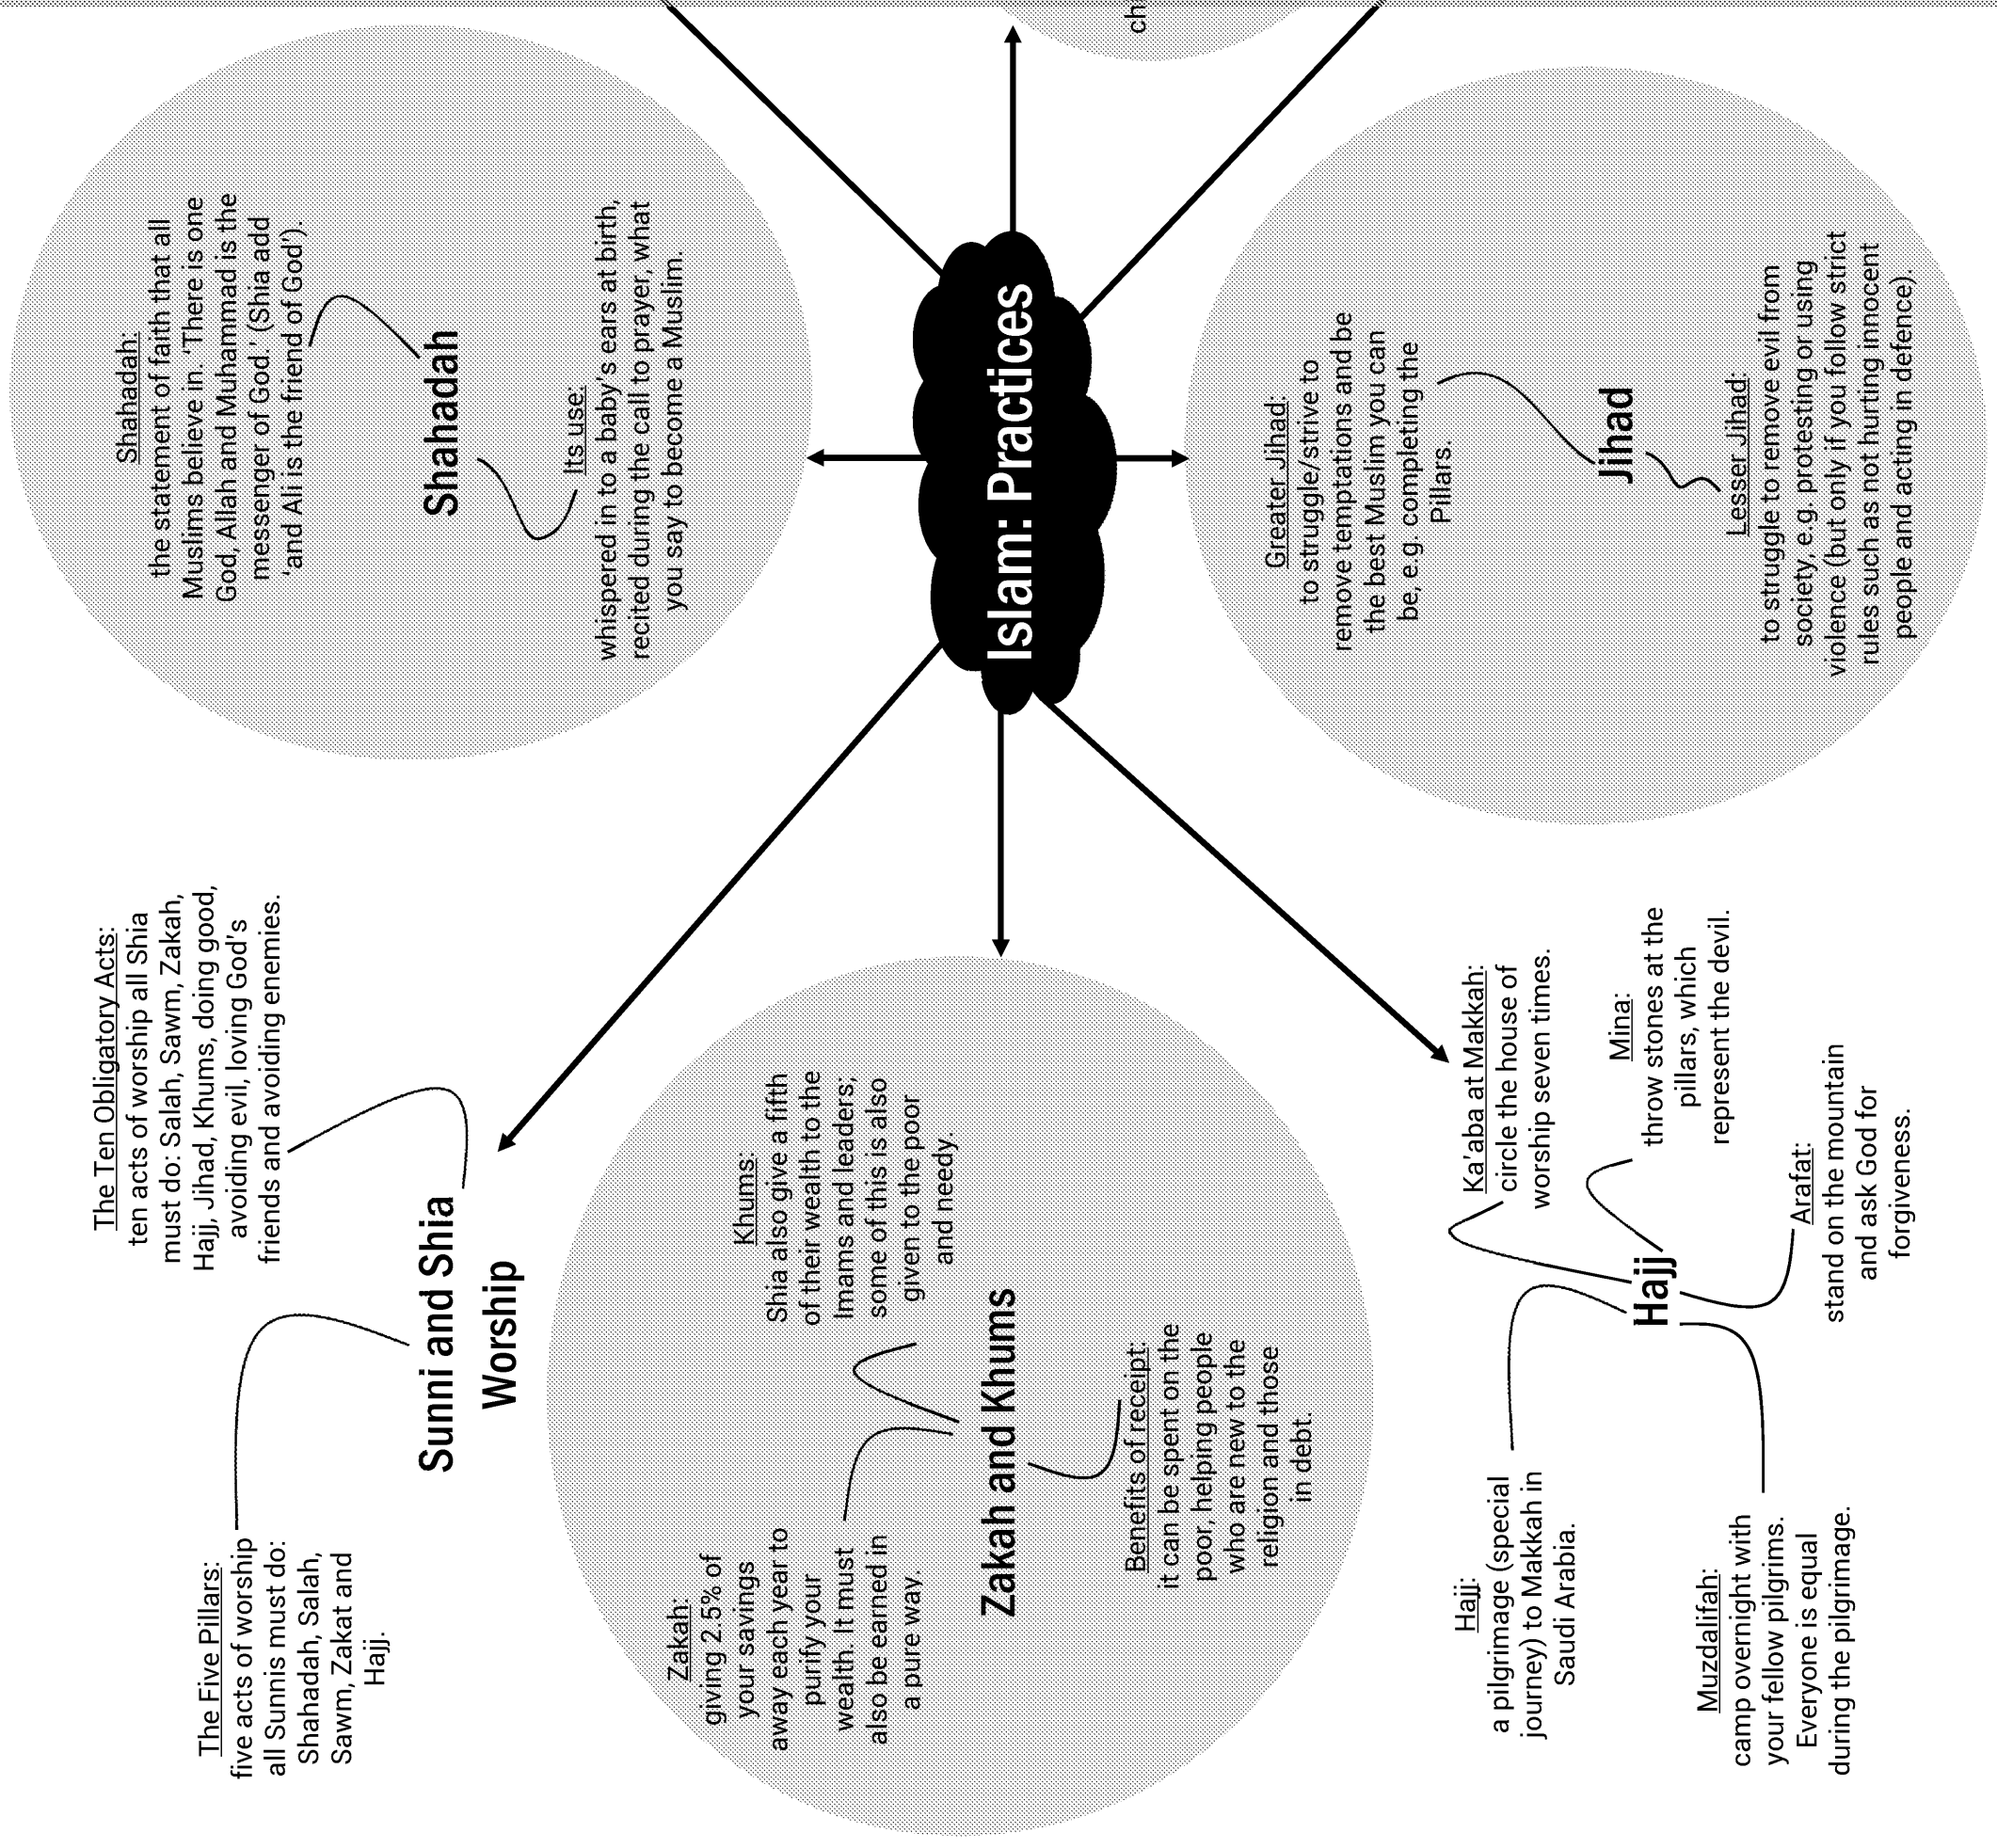 Islam: Practices
Sunni and Shia
Worship
The Five Pillars:
five acts of worship
all Sunnis must do:
Shahadah, Salah,
Sawm, Zakat and
Hajj.
The Ten Obligatory Acts:
ten acts of worship all Shia
must do: Salah, Sawm, Zakah,
Hajj, Jihad, Khums, doing good,
avoiding evil, loving God's
friends and avoiding enemies.
Shahadah
Shahadah:
the statement of faith that all
Muslims believe in. 'There is one
God, Allah and Muhammad is the
messenger of God.' (Shia add
'and Ali is the friend of God').
Its use:
whispered in to a baby's ears at birth,
recited during the call to prayer, what
you say to become a Muslim.
Zakah and Khums
Zakah:
giving 2.5% of
your savings
away each year to
purify your
wealth. It must
also be earned in
a pure way.
Khums:
Shia also give a fifth
of their wealth to the
Imams and leaders;
some of this is also
given to the poor
and needy.
Benefits of receipt:
it can be spent on the
poor, helping people
who are new to the
religion and those
in debt.
Hajj
Hajj:
a pilgrimage (special
journey) to Makkah in
Saudi Arabia.
Ka'aba at Makkah:
circle the house of
worship seven times.
Mina:
throw stones at the
pillars, which
represent the devil.
Arafat:
stand on the mountain
and ask God for
forgiveness.
Muzdalifah:
camp overnight with
your fellow pilgrims.
Everyone is equal
during the pilgrimage.
Jihad
Greater Jihad:
to struggle/strive to
remove temptations and be
the best Muslim you can
be, e.g. completing the
Pillars.
Lesser Jihad:
to struggle to remove evil from
society, e.g. protesting or using
violence (but only if you follow strict
rules such as not hurting innocent
people and acting in defence).